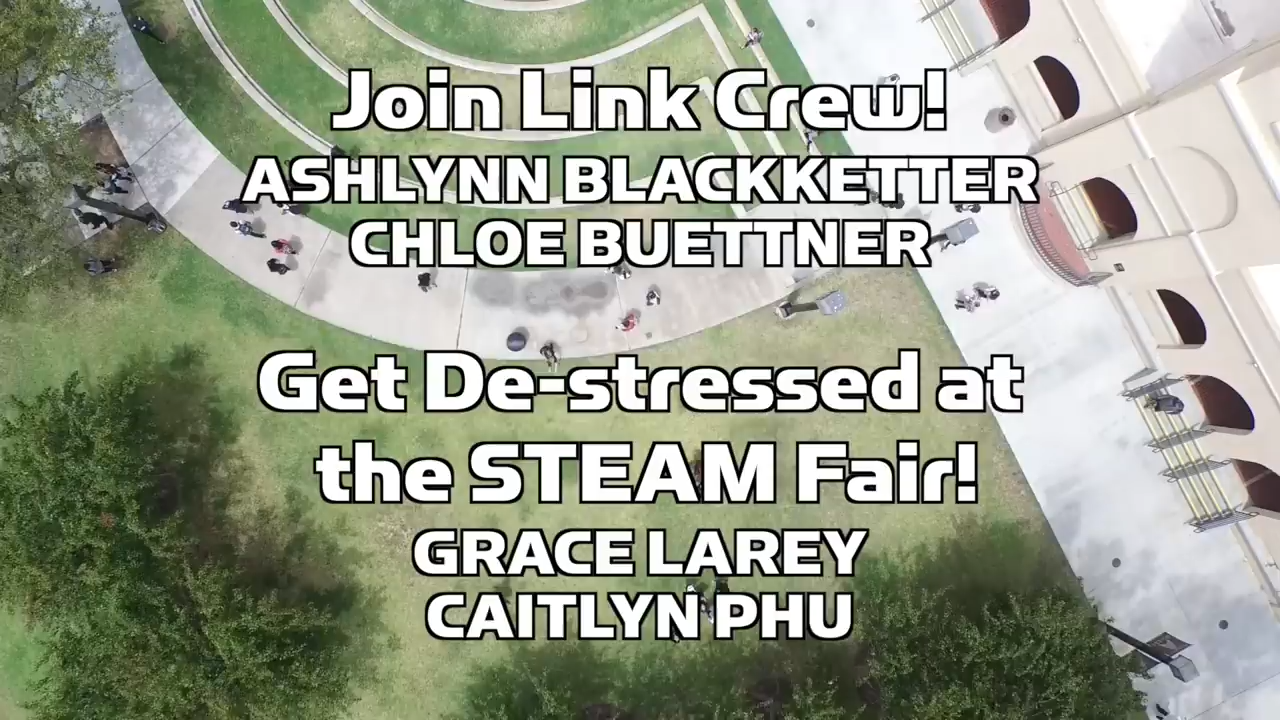 Join Link Crew!
ASHLYNN BLACKKETTER
CHLOE BUETTNER
Get De-stressed at
the STEAM Fair!
GRACE LAREY
CAITLYN PHU